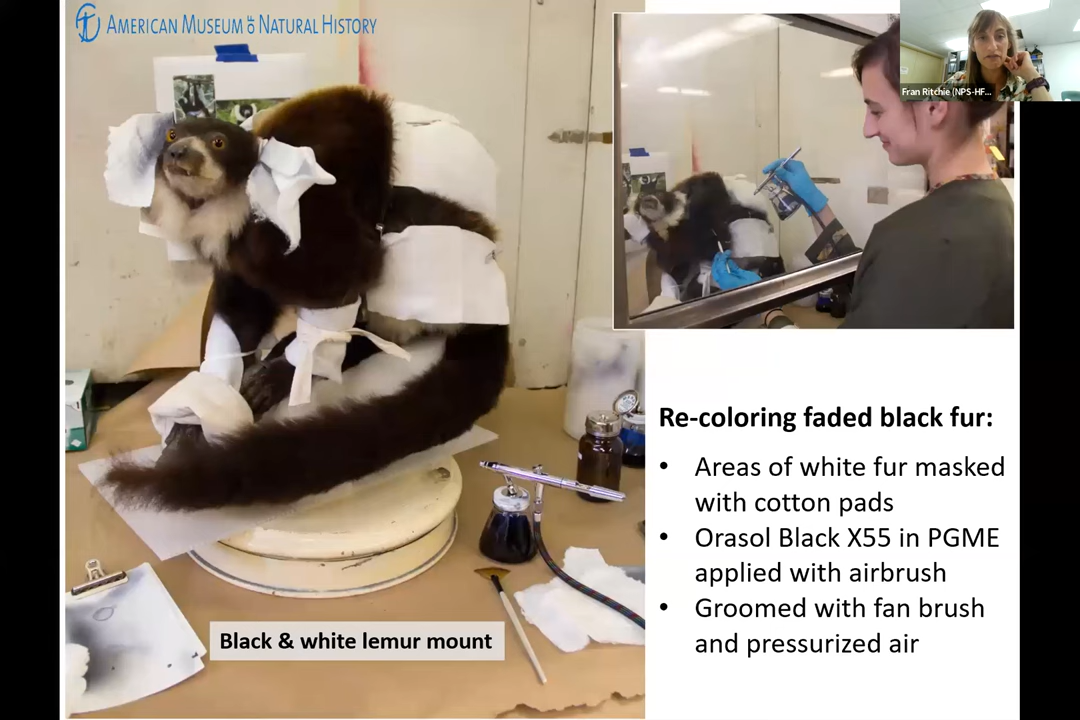 AMERICAN MUSEUM OF NATURAL HISTORY
Fran Ritchie (NPS-HF...
Re-coloring faded black fur:
• Areas of white fur masked
with cotton pads
• Orasol Black X55 in PGME
applied with airbrush
• Groomed with fan brush
and pressurized air
Black & white lemur mount